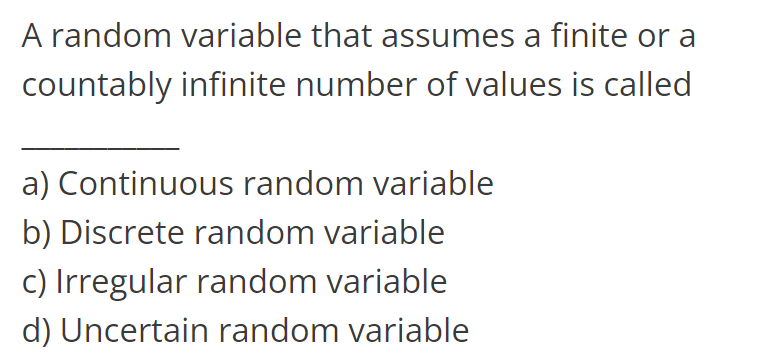 A random variable that assumes a finite or a
countably infinite number of values is called
___________
a) Continuous random variable
b) Discrete random variable
c) Irregular random variable
d) Uncertain random variable